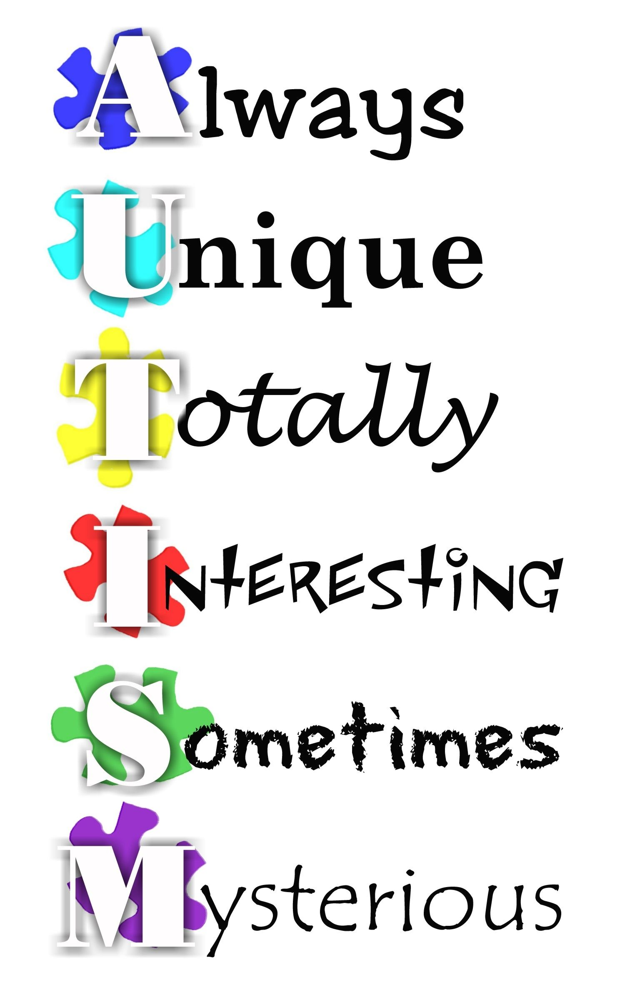 Always
Unique
Totally
INtEREStiNG
Sometimes
Mysterious